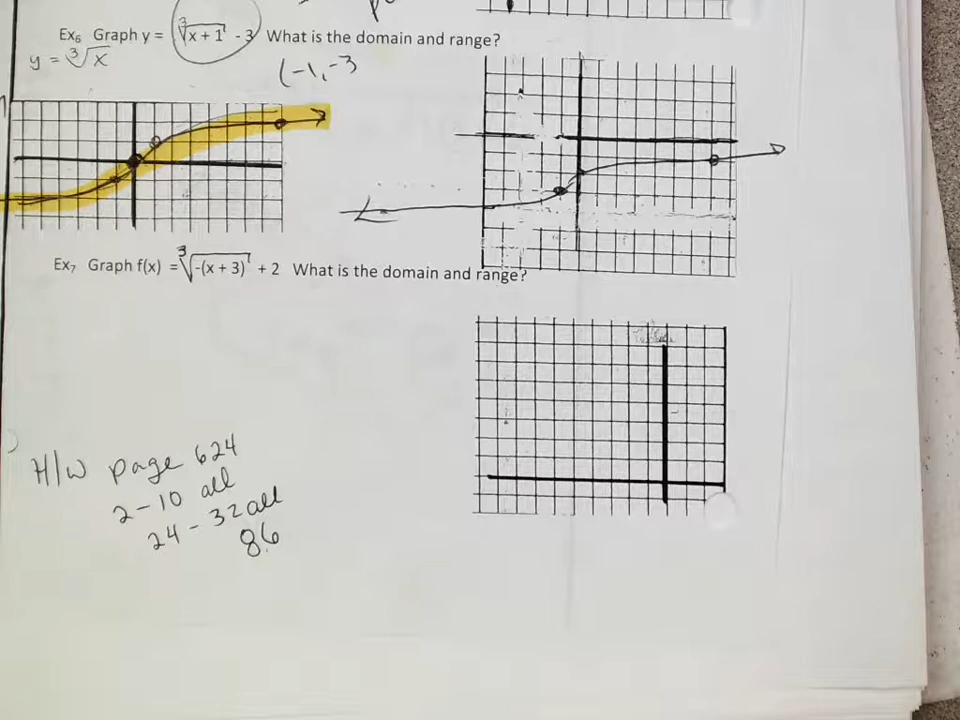 Ex₆ Graph y = ∛(x + 1) - 3 What is the domain and range?
y = ∛x
(-1, -3
Ex₇ Graph f(x) = ∛(-(x + 3)) + 2 What is the domain and range?
H/W page 624
2-10 all
24 - 32 all
86